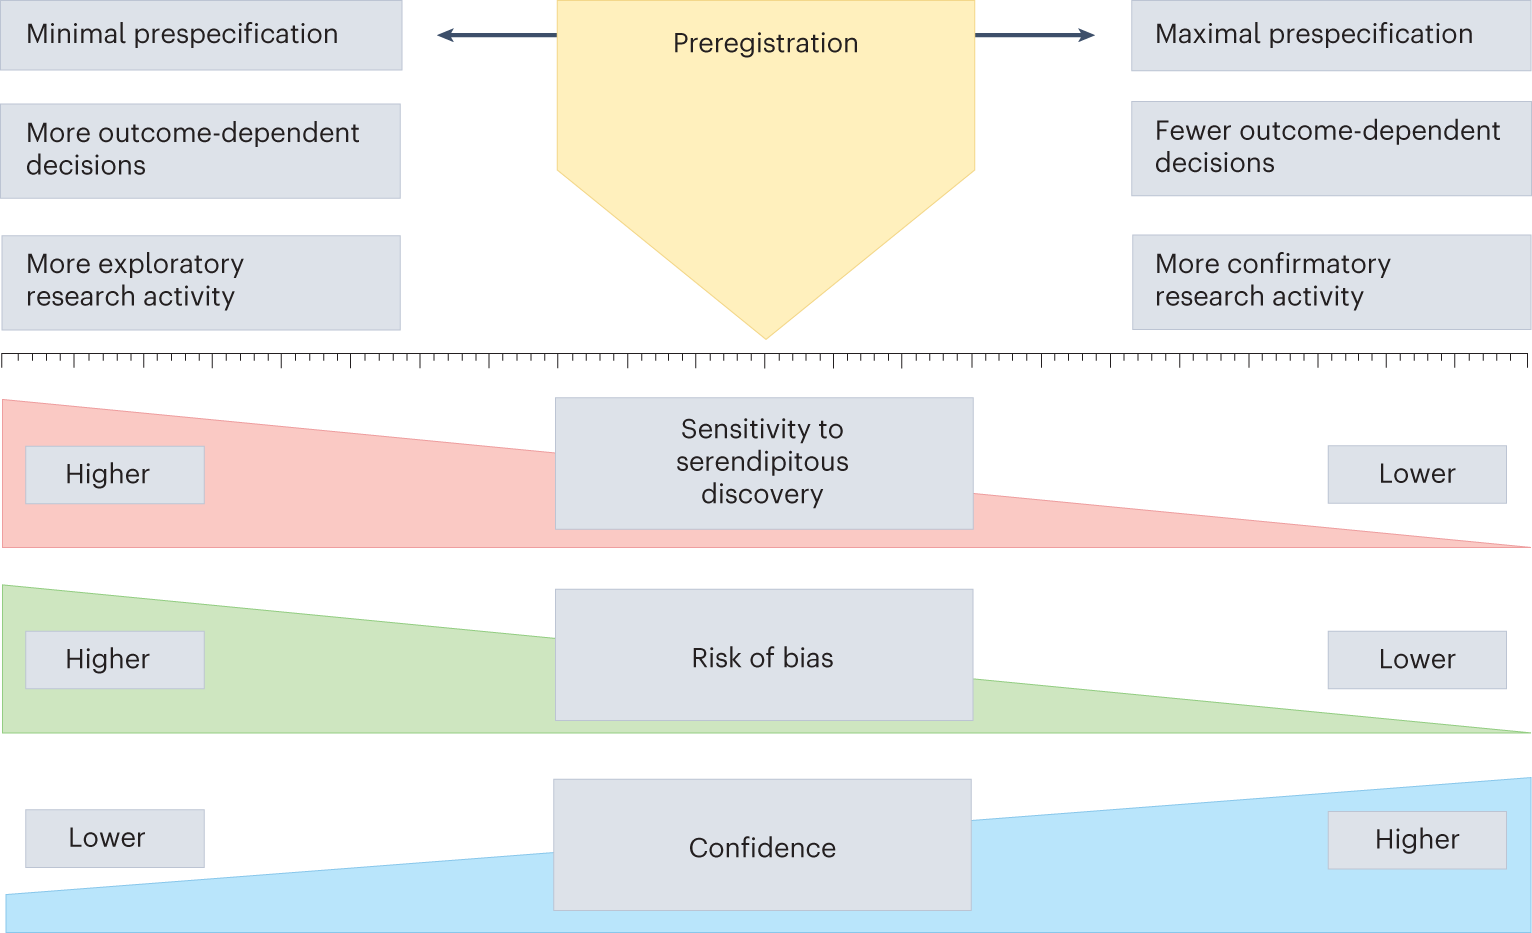 Minimal prespecification
Preregistration
Maximal prespecification
More outcome-dependent
decisions
Fewer outcome-dependent
decisions
More exploratory
research activity
More confirmatory
research activity
Higher
Sensitivity to
serendipitous
discovery
Lower
Higher
Risk of bias
Lower
Lower
Confidence
Higher